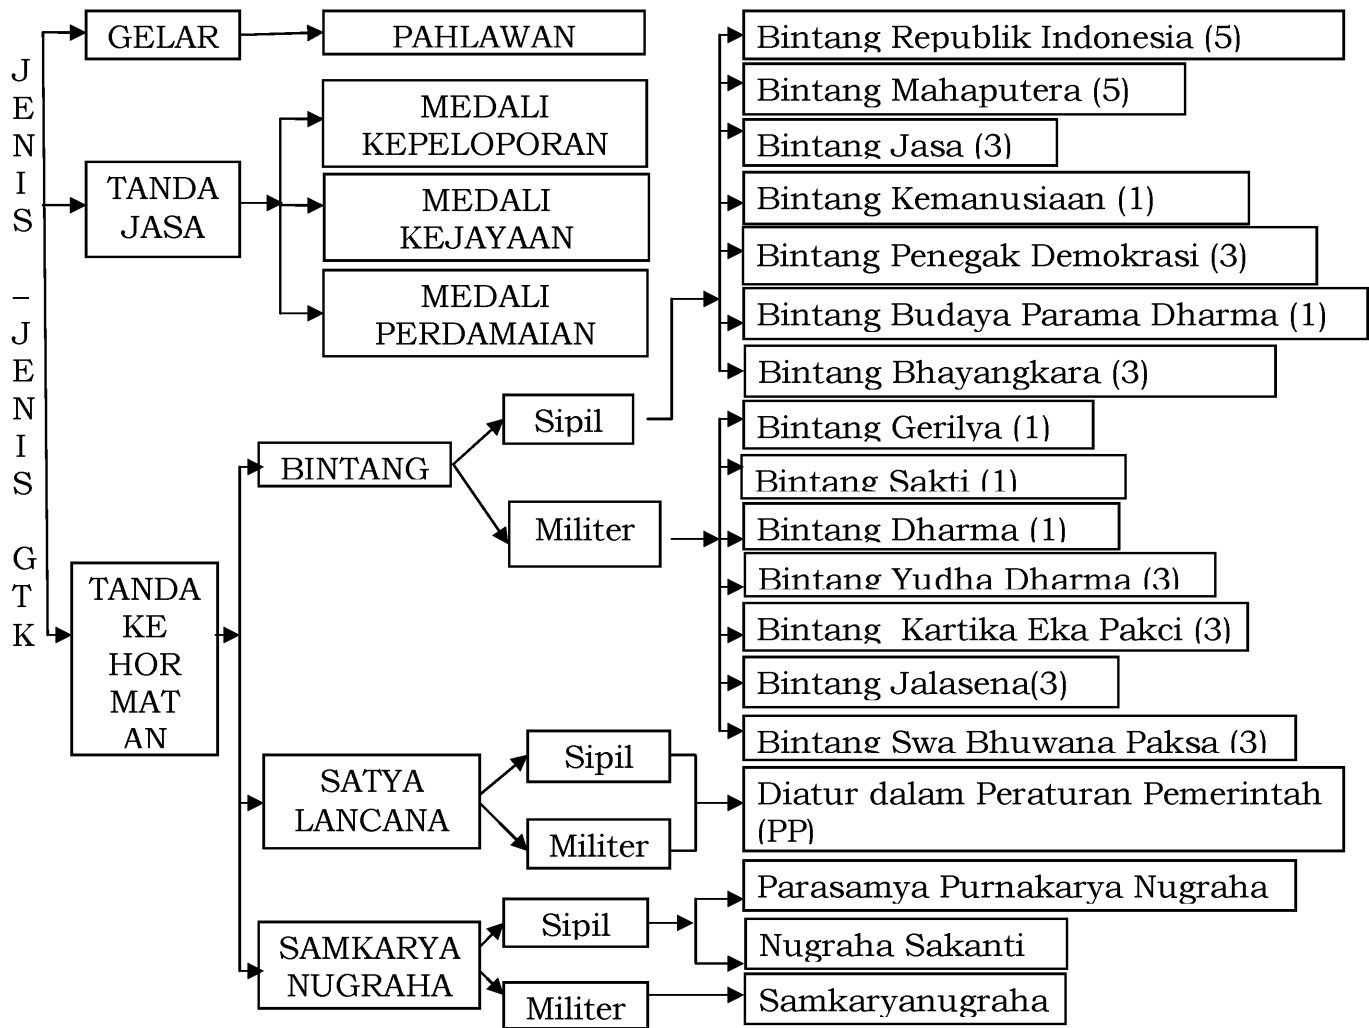 JENIS – JENIS GTK
GELAR
PAHLAWAN
TANDA
JASA
MEDALI
KEPELOPORAN
MEDALI
KEJAYAAN
MEDALI
PERDAMAIAN
TANDA
KE
HOR
MAT
AN
BINTANG
Sipil
Bintang Republik Indonesia (5)
Bintang Mahaputera (5)
Bintang Jasa (3)
Bintang Kemanusiaan (1)
Bintang Penegak Demokrasi (3)
Bintang Budaya Parama Dharma (1)
Bintang Bhayangkara (3)
Militer
Bintang Gerilya (1)
Bintang Sakti (1)
Bintang Dharma (1)
Bintang Yudha Dharma (3)
Bintang  Kartika Eka Pakci (3)
Bintang Jalasena(3)
Bintang Swa Bhuwana Paksa (3)
SATYA
LANCANA
Sipil
Militer
Diatur dalam Peraturan Pemerintah
(PP)
SAMKARYA
NUGRAHA
Sipil
Parasamya Purnakarya Nugraha
Nugraha Sakanti
Militer
Samkaryanugraha